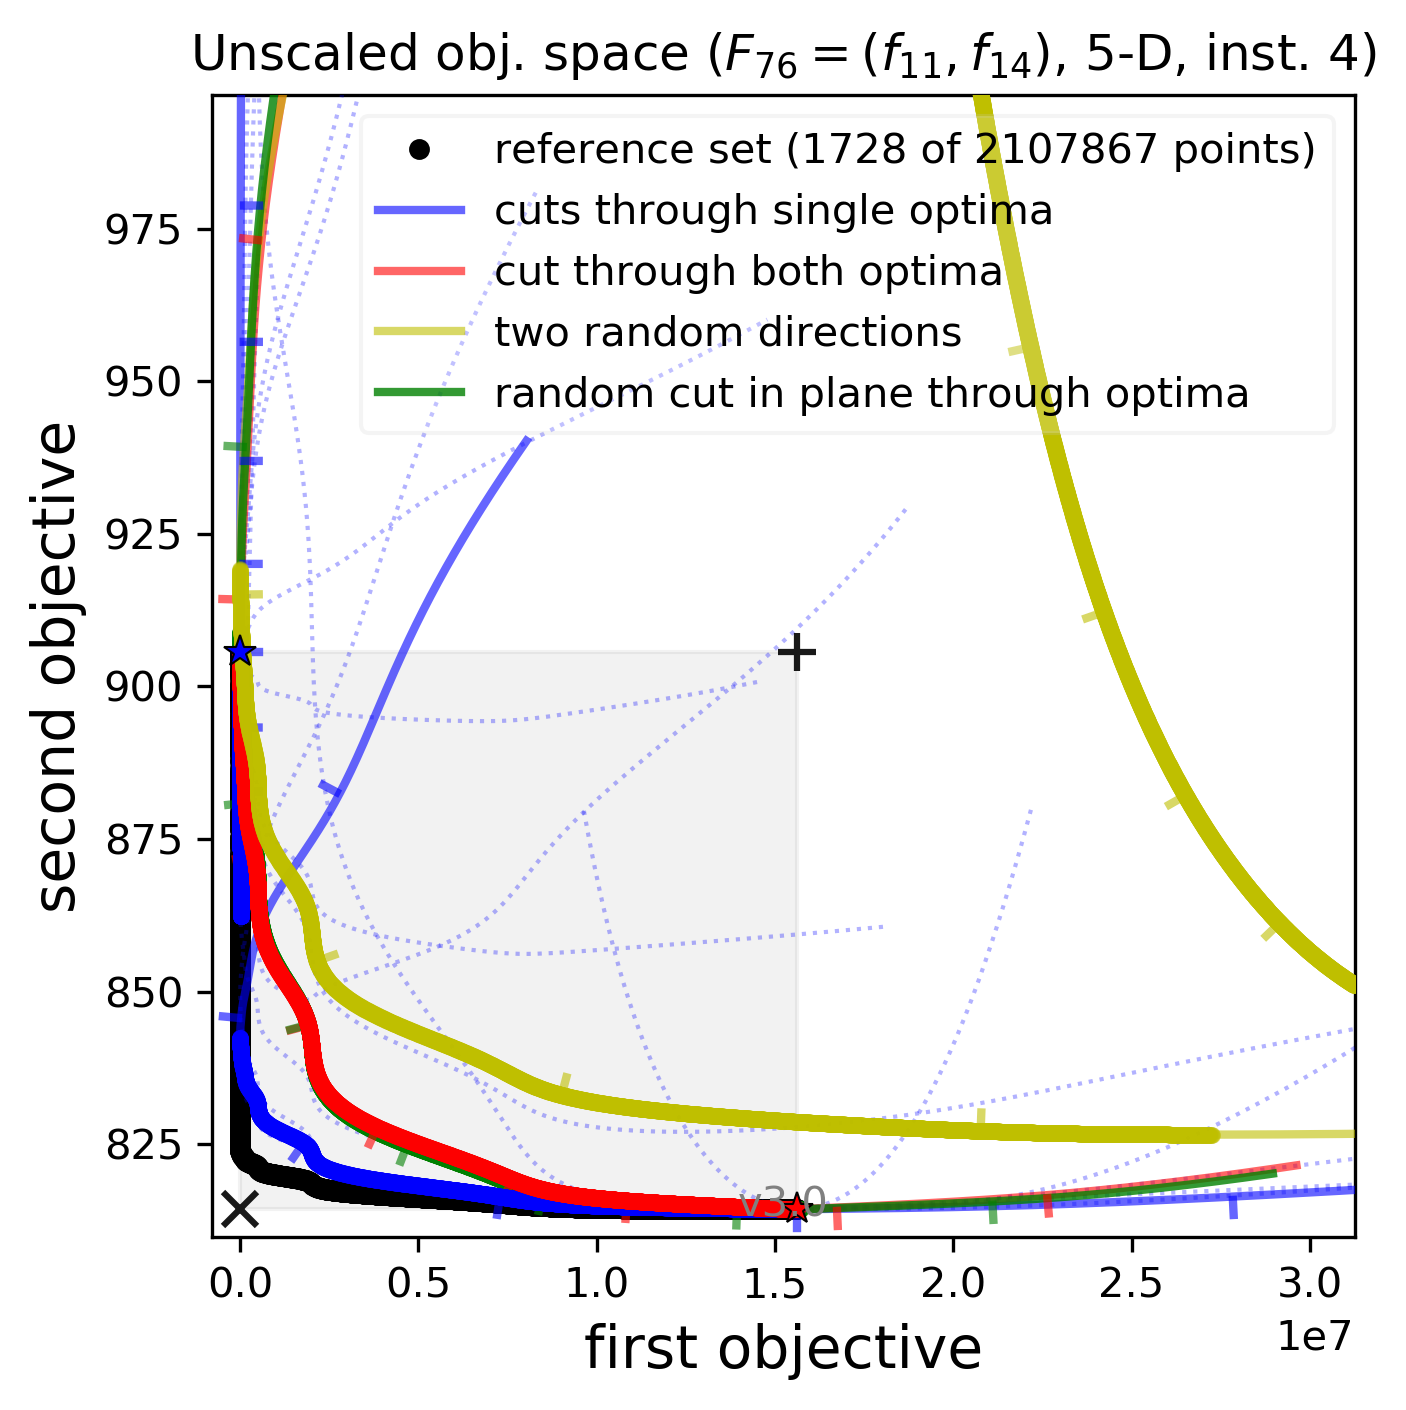 Unscaled obj. space (F₇₆ = (f₁₁, f₁₄), 5-D, inst. 4)
reference set (1728 of 2107867 points)
cuts through single optima
cut through both optima
two random directions
random cut in plane through optima
second objective
975
950
925
900
875
850
825
v3.0
0.0 0.5 1.0 1.5 2.0 2.5 3.0
1e7
first objective